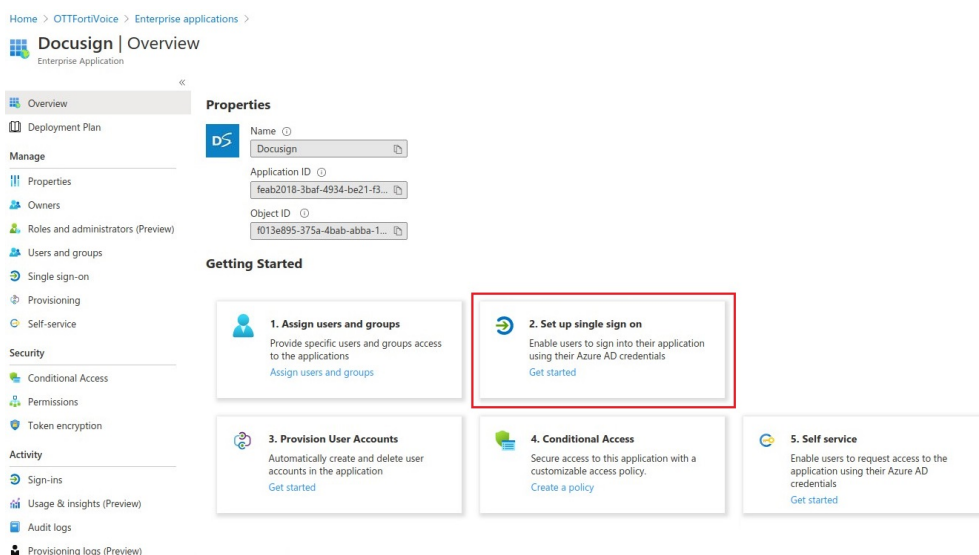 Home > OTTFortiVoice > Enterprise applications >
Docusign | Overview
Enterprise Application
«
Overview
Deployment Plan
Manage
Properties
Owners
Roles and administrators (Preview)
Users and groups
Single sign-on
Provisioning
Self-service
Security
Conditional Access
Permissions
Token encryption
Activity
Sign-ins
Usage & insights (Preview)
Audit logs
Provisioning logs (Preview)
Properties
DS
Name
Docusign
Application ID
feab2018-3baf-4934-be21-f3...
Object ID
f013e895-375a-4bab-abba-1...
Getting Started
1. Assign users and groups
Provide specific users and groups access
to the applications
Assign users and groups
2. Set up single sign on
Enable users to sign into their application
using their Azure AD credentials
Get started
3. Provision User Accounts
Automatically create and delete user
accounts in the application
Get started
4. Conditional Access
Secure access to this application with a
customizable access policy.
Create a policy
5. Self service
Enable users to request access to the
application using their Azure AD
credentials
Get started